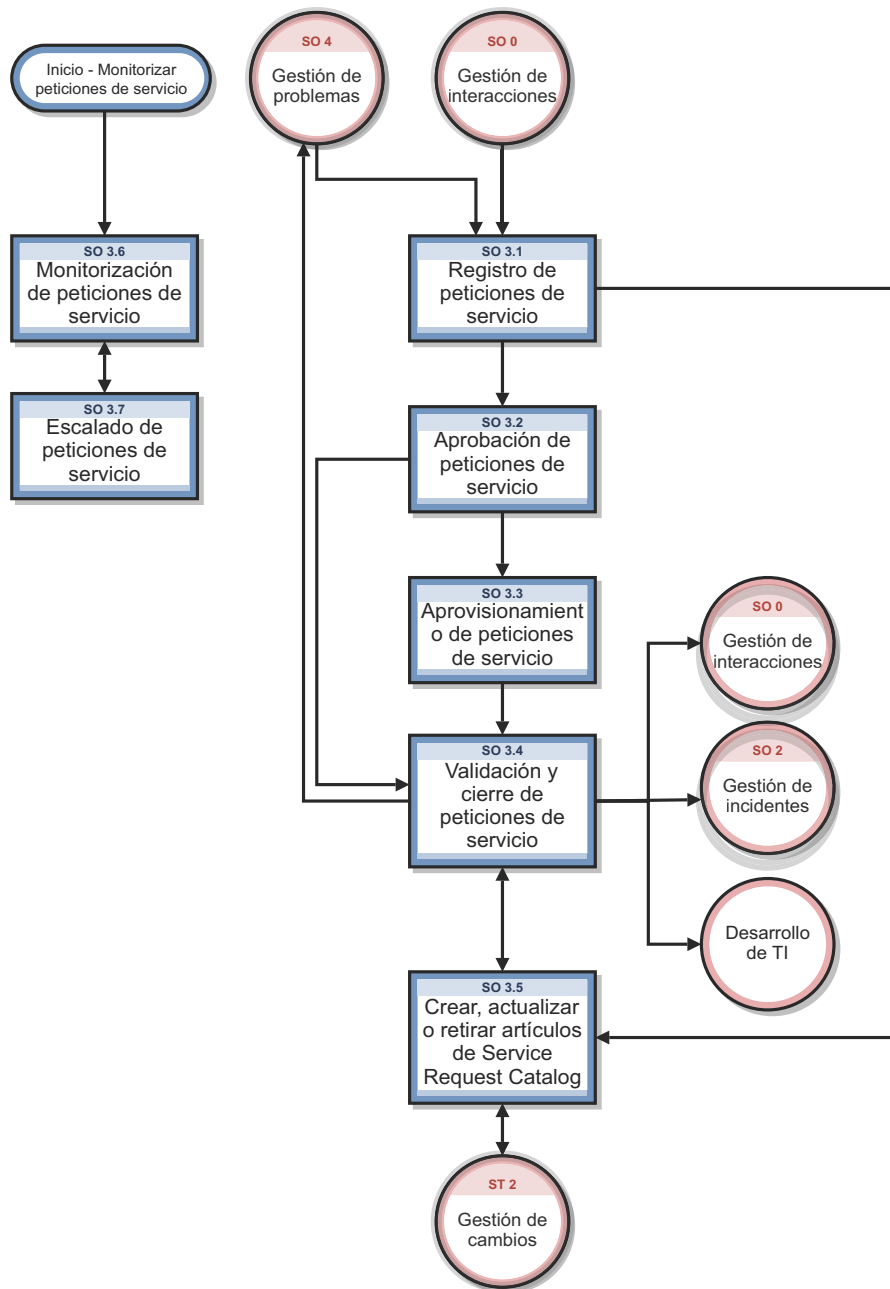 Inicio - Monitorizar
peticiones de servicio
SO 4
Gestión de
problemas
SO 0
Gestión de
interacciones
SO 3.6
Monitorización
de peticiones de
servicio
SO 3.7
Escalado de
peticiones de
servicio
SO 3.1
Registro de
peticiones de
servicio
SO 3.2
Aprobación de
peticiones de
servicio
SO 3.3
Aprovisionamient
o de peticiones
de servicio
SO 3.4
Validación y
cierre de
peticiones de
servicio
SO 0
Gestión de
interacciones
SO 2
Gestión de
incidentes
Desarrollo
de TI
SO 3.5
Crear, actualizar
o retirar artículos
de Service
Request Catalog
ST 2
Gestión de
cambios